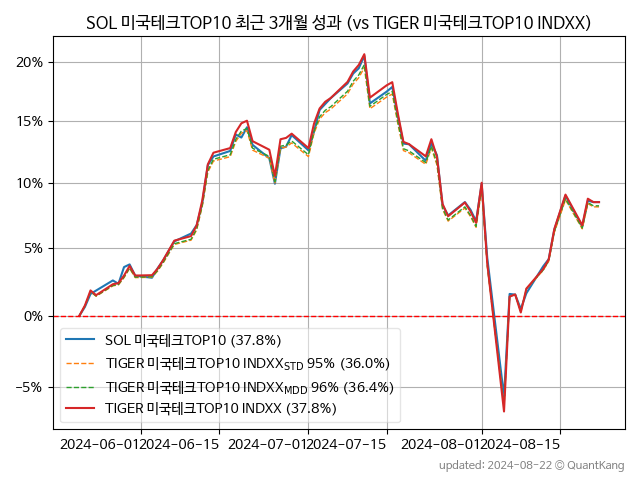 SOL 미국테크TOP10 최근 3개월 성과 (vs TIGER 미국테크TOP10 INDXX)
20%
15%
10%
5%
0%
−5%
SOL 미국테크TOP10 (37.8%)
TIGER 미국테크TOP10 INDXX_STD 95% (36.0%)
TIGER 미국테크TOP10 INDXX_MDD 96% (36.4%)
TIGER 미국테크TOP10 INDXX (37.8%)
2024-06-01 2024-06-15 2024-07-01 2024-07-15 2024-08-01 2024-08-15
updated: 2024-08-22 © QuantKang